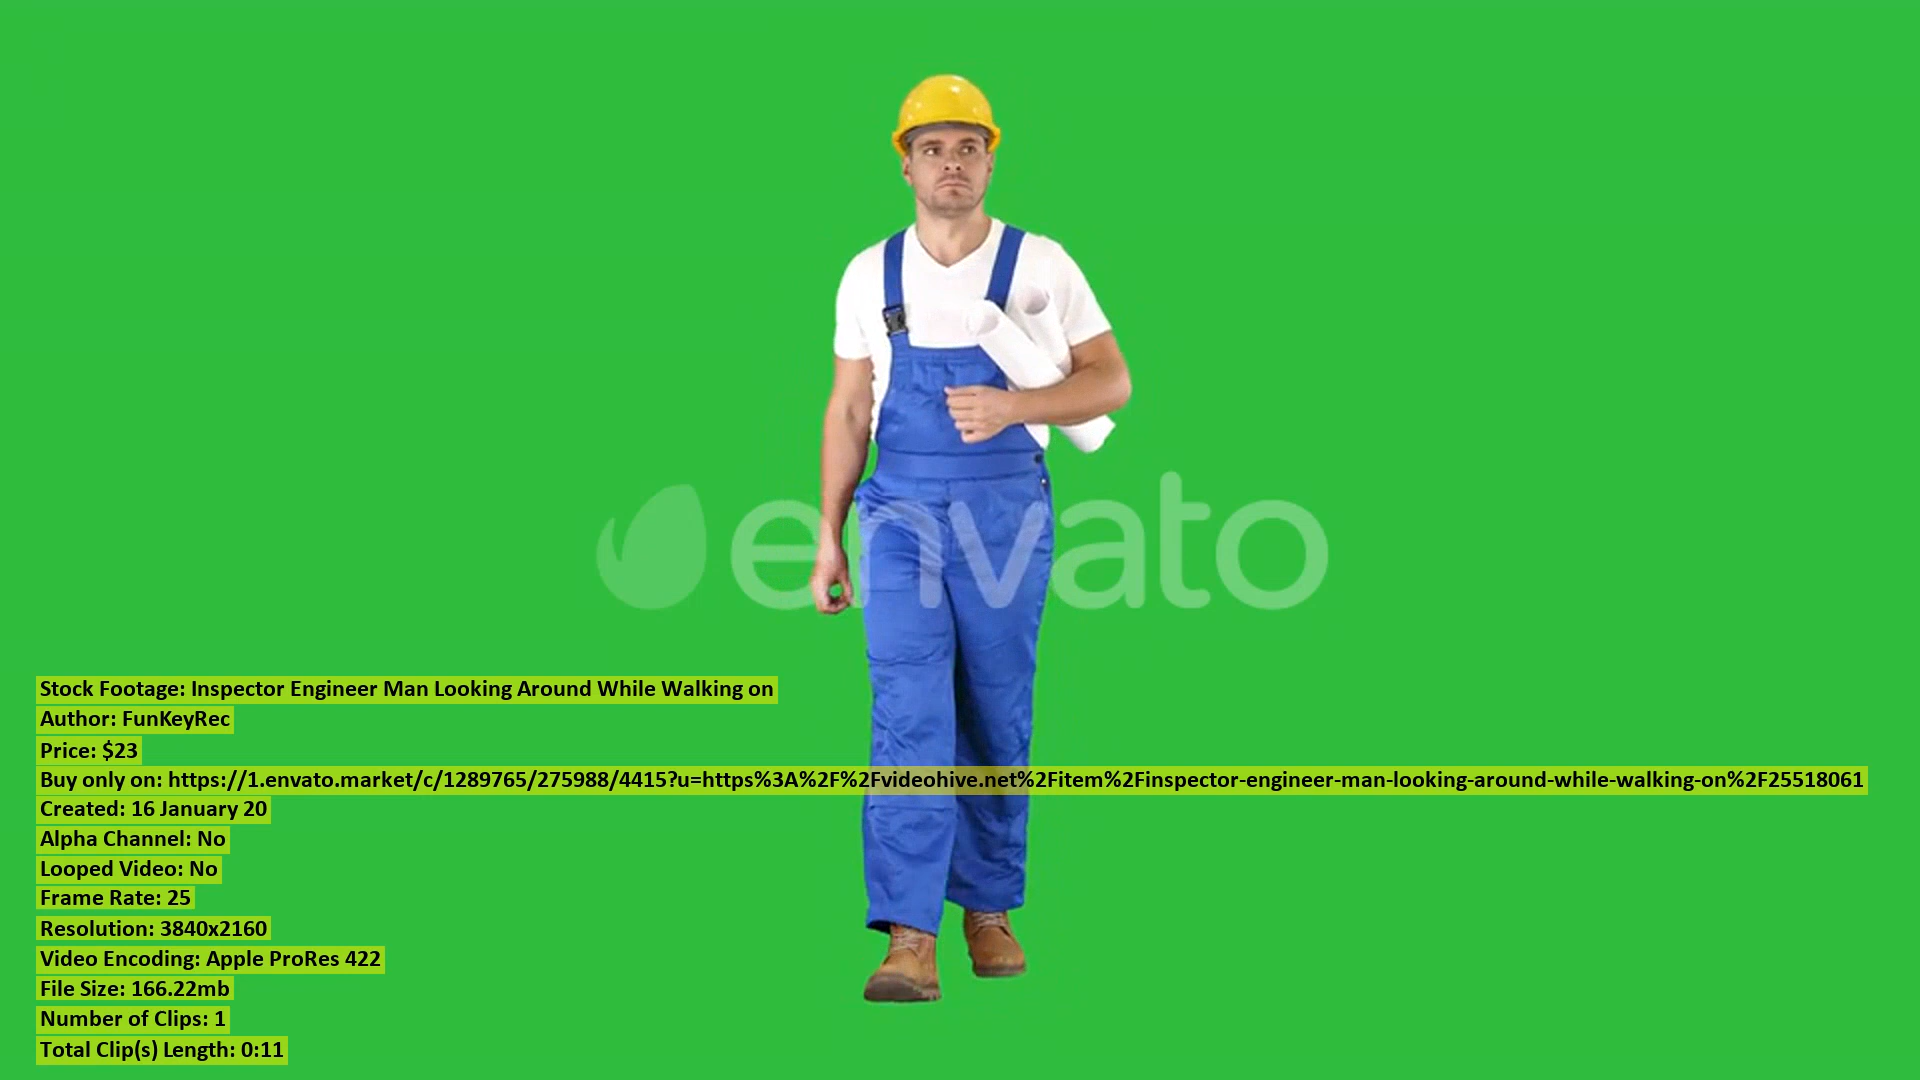 envato
Stock Footage: Inspector Engineer Man Looking Around While Walking on
Author: FunKeyRec
Price: $23
Buy only on: https://1.envato.market/c/1289765/275988/4415?u=https%3A%2F%2Fvideohive.net%2Fitem%2Finspector-engineer-man-looking-around-while-walking-on%2F25518061
Created: 16 January 20
Alpha Channel: No
Looped Video: No
Frame Rate: 25
Resolution: 3840x2160
Video Encoding: Apple ProRes 422
File Size: 166.22mb
Number of Clips: 1
Total Clip(s) Length: 0:11